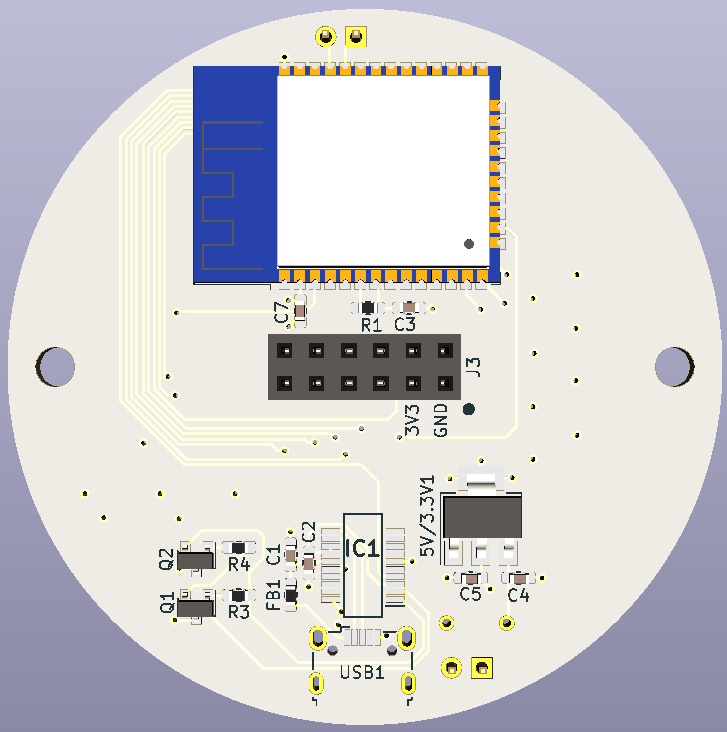 C7
R1
C3
J3
3V3
GND
5V/3.3V1
Q2
R4
C1
C2
IC1
Q1
R3
FB1
C5
C4
USB1